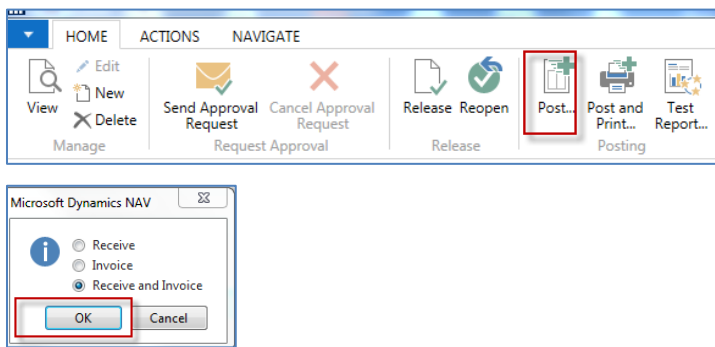 HOME ACTIONS NAVIGATE
View
Edit
New
Delete
Send Approval
Request
Cancel Approval
Request
Release
Reopen
Post...
Post and
Print...
Test
Report...
Manage
Request Approval
Release
Posting
Microsoft Dynamics NAV
Receive
Invoice
Receive and Invoice
OK
Cancel